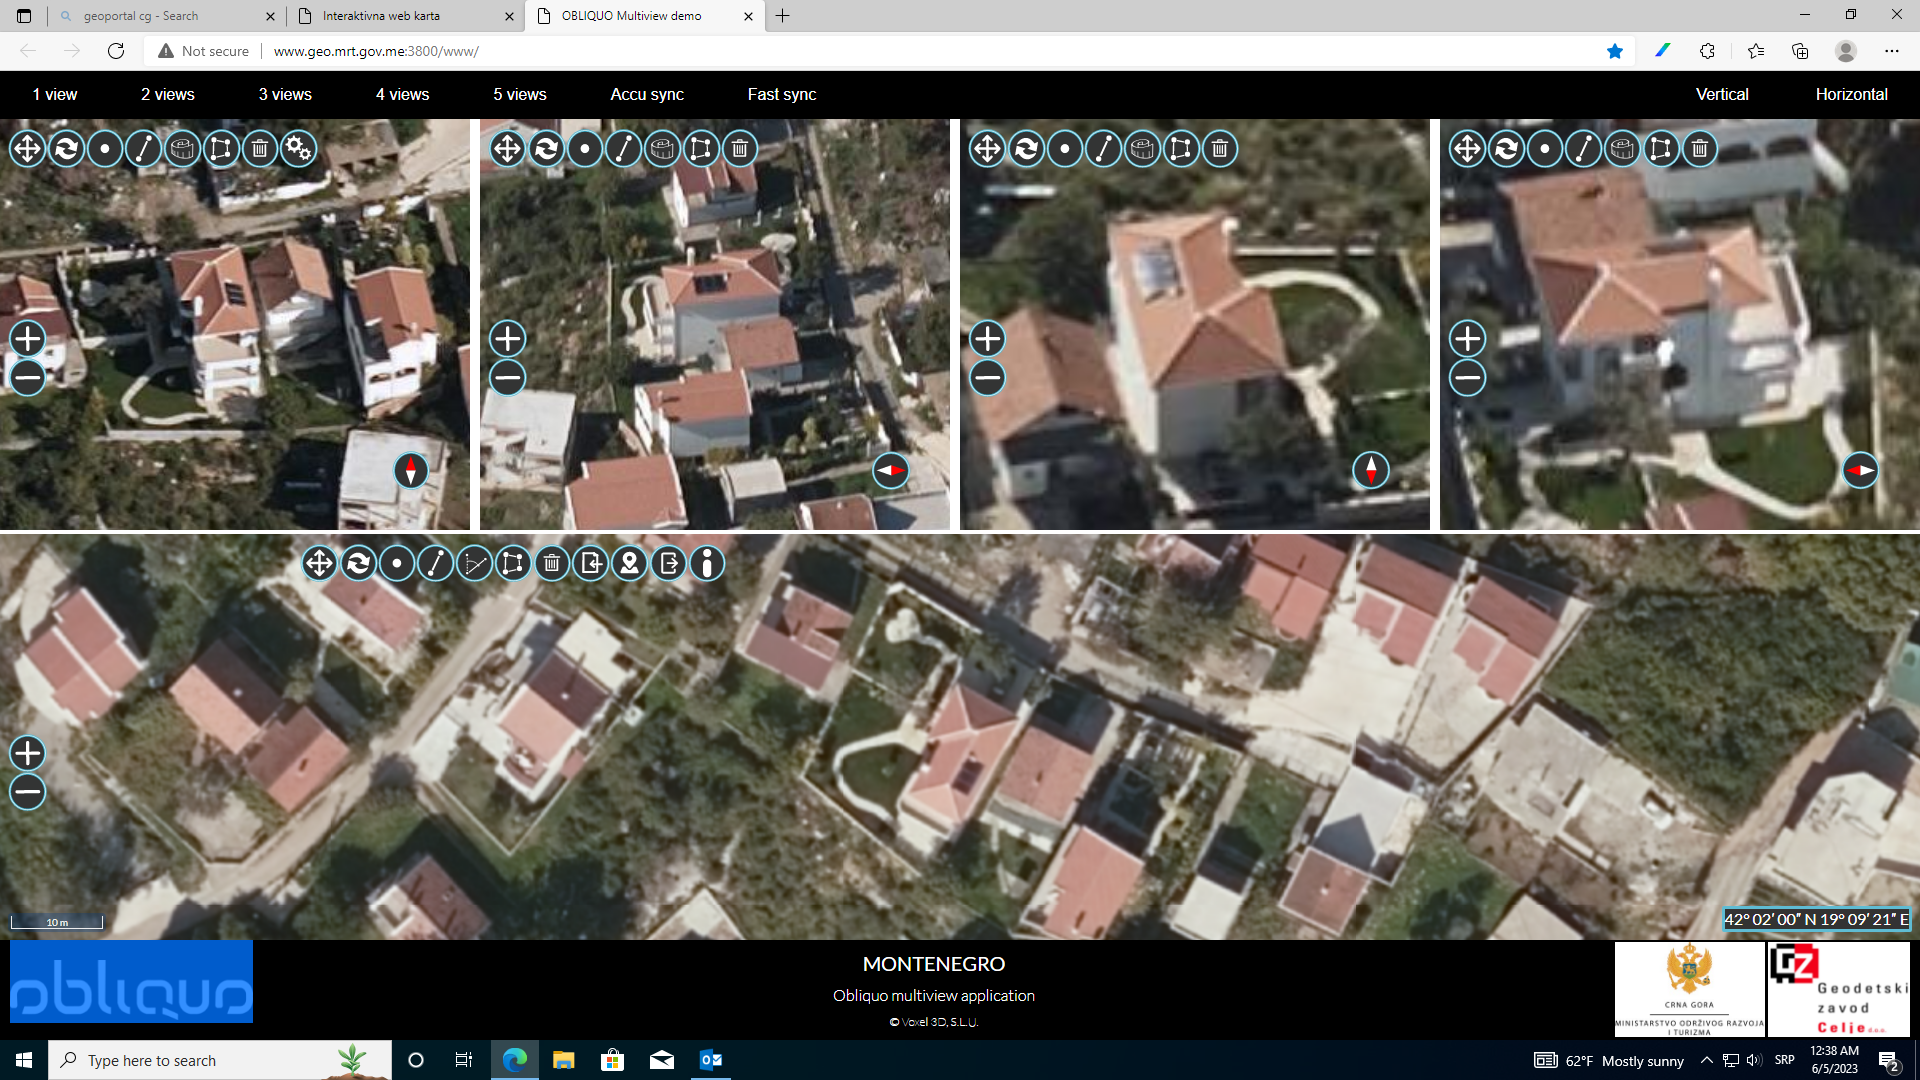 geoportal cg - Search
Interaktivna web karta
OBLIQUO Multiview demo
Not secure
www.geo.mrt.gov.me:3800/www/
1 view
2 views
3 views
4 views
5 views
Accu sync
Fast sync
Vertical
Horizontal
10 m
42° 02′ 00″ N 19° 09′ 21″ E
obliquo
MONTENEGRO
Obliquo multiview application
© Voxel 3D, S.L.U.
CRNA GORA
MINISTARSTVO ODRŽIVOG RAZVOJA
I TURIZMA
GZ
Geodetski
zavod
Celje d.o.o.
Type here to search
62°F Mostly sunny
SRP
12:38 AM
6/5/2023
2